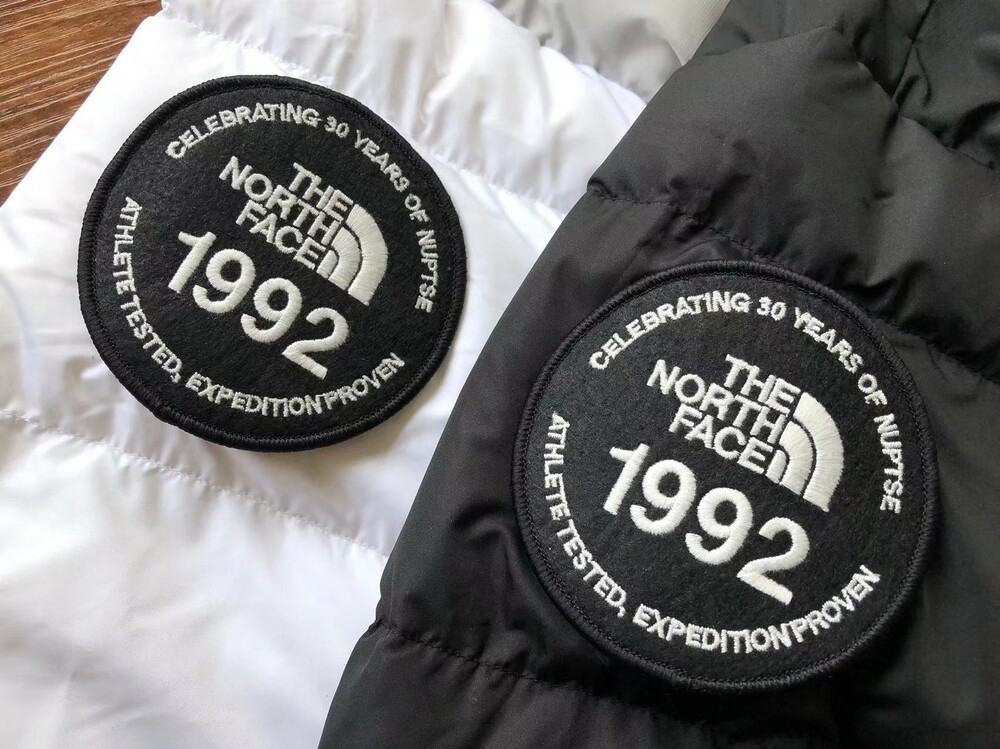 CELEBRATING 30 YEARS OF NUPTSE
THE
NORTH
FACE
1992
ATHLETE TESTED, EXPEDITION PROVEN
CELEBRATING 30 YEARS OF NUPTSE
THE
NORTH
FACE
1992
ATHLETE TESTED, EXPEDITION PROVEN